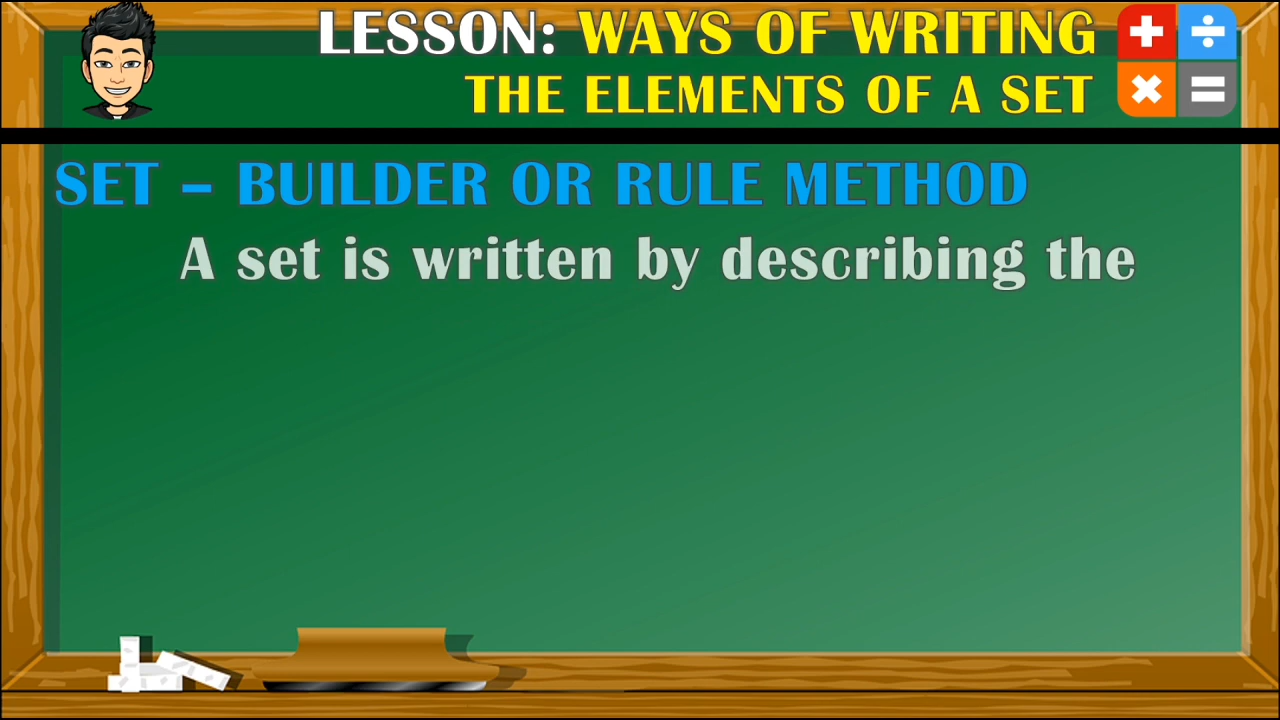 LESSON: WAYS OF WRITING
THE ELEMENTS OF A SET
SET – BUILDER OR RULE METHOD
A set is written by describing the